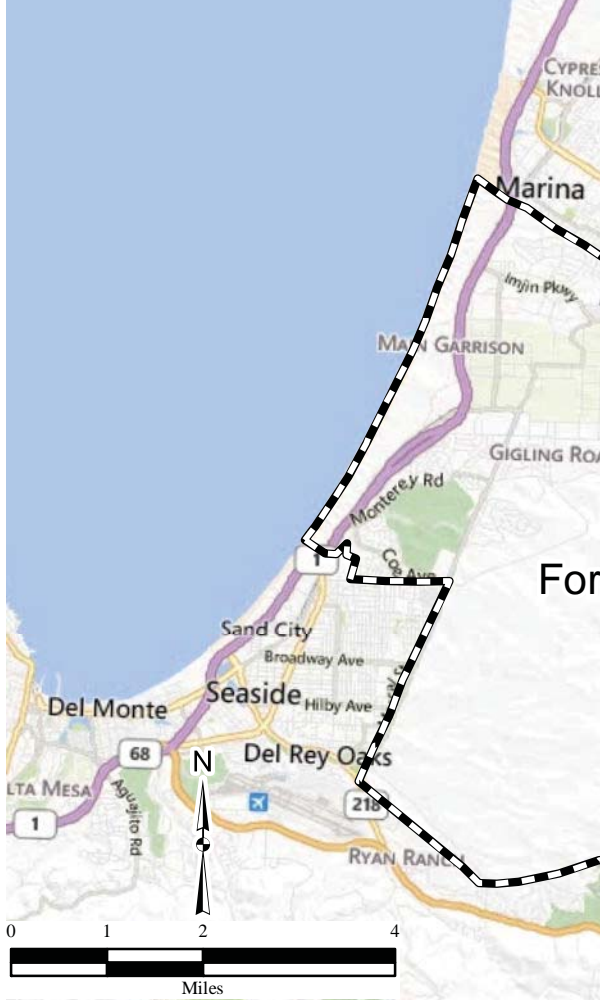 CYPRE
KNOLL
Marina
Imjin Pkwy
MAIN GARRISON
GIGLING ROA
Monterey Rd
1
Coe Ave
For
Sand City
Broadway Ave
Seaside
Hilby Ave
Del Monte
Del Rey Oaks
68
N
LTA MESA
Aguajito Rd
218
1
RYAN RANCH
0 1 2 4
Miles